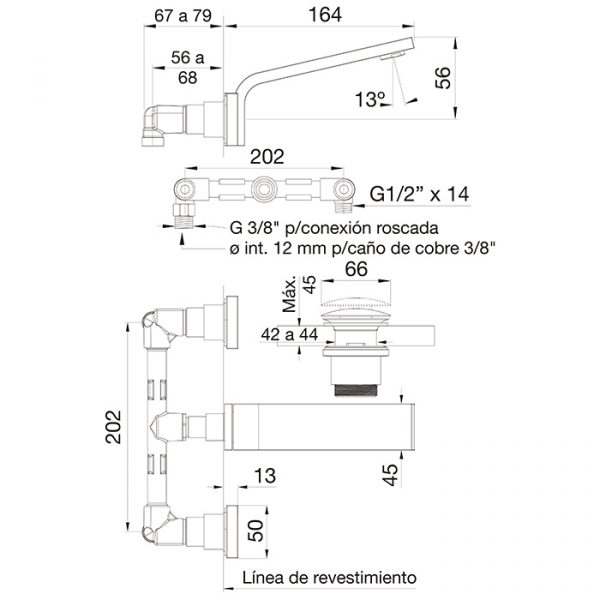 67 a 79
164
56 a
68
13º
56
202
G1/2” x 14
G 3/8" p/conexión roscada
ø int. 12 mm p/caño de cobre 3/8"
66
Máx.
45
42 a 44
202
13
45
50
Línea de revestimiento